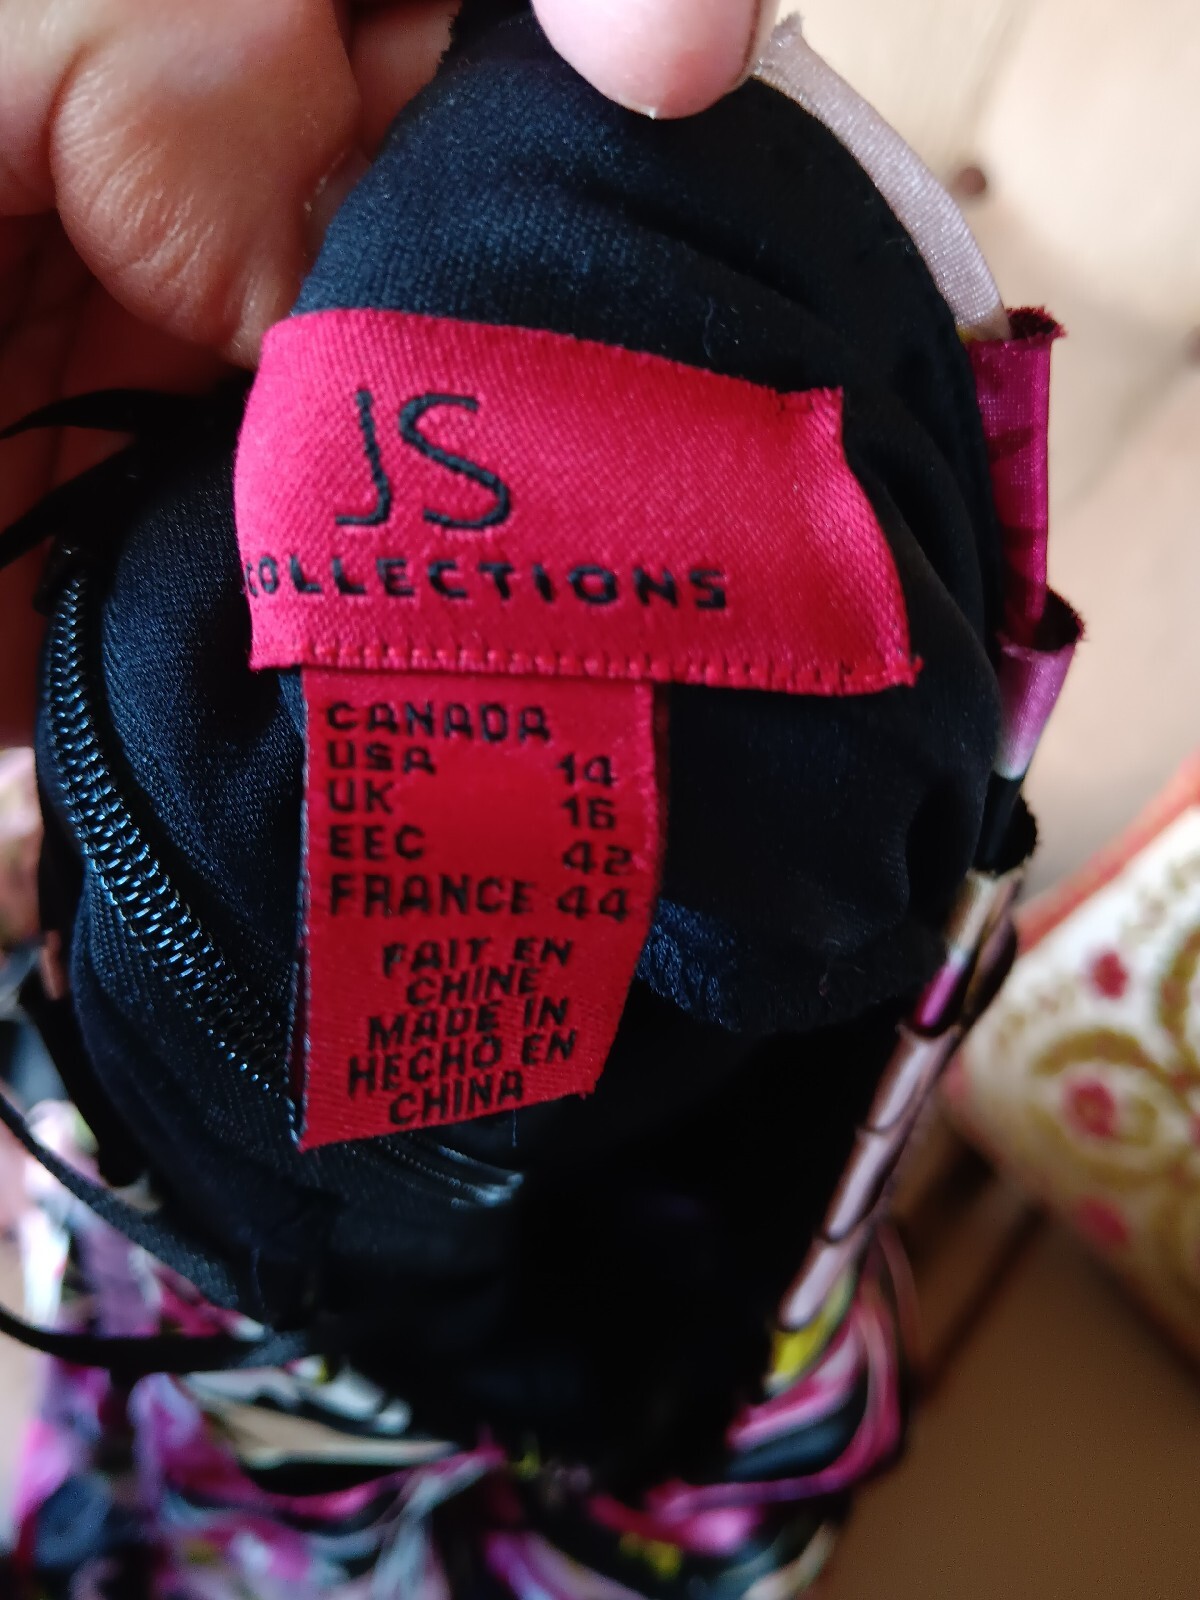 JS
COLLECTIONS
CANADA
USA 14
UK 16
EEC 42
FRANCE 44
FAIT EN
CHINE
MADE IN
HECHO EN
CHINA